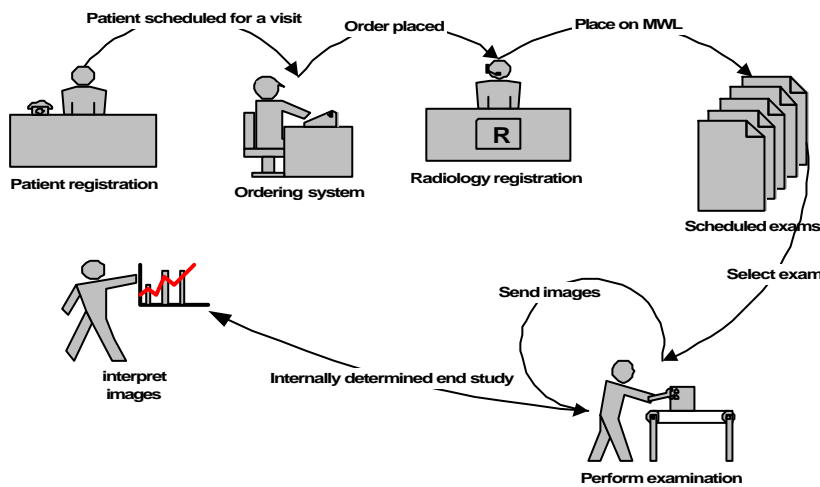 Patient scheduled for a visit
Order placed
Place on MWL
R
Patient registration
Ordering system
Radiology registration
Scheduled exams
Select exam
Send images
interpret
images
Internally determined end study
Perform examination